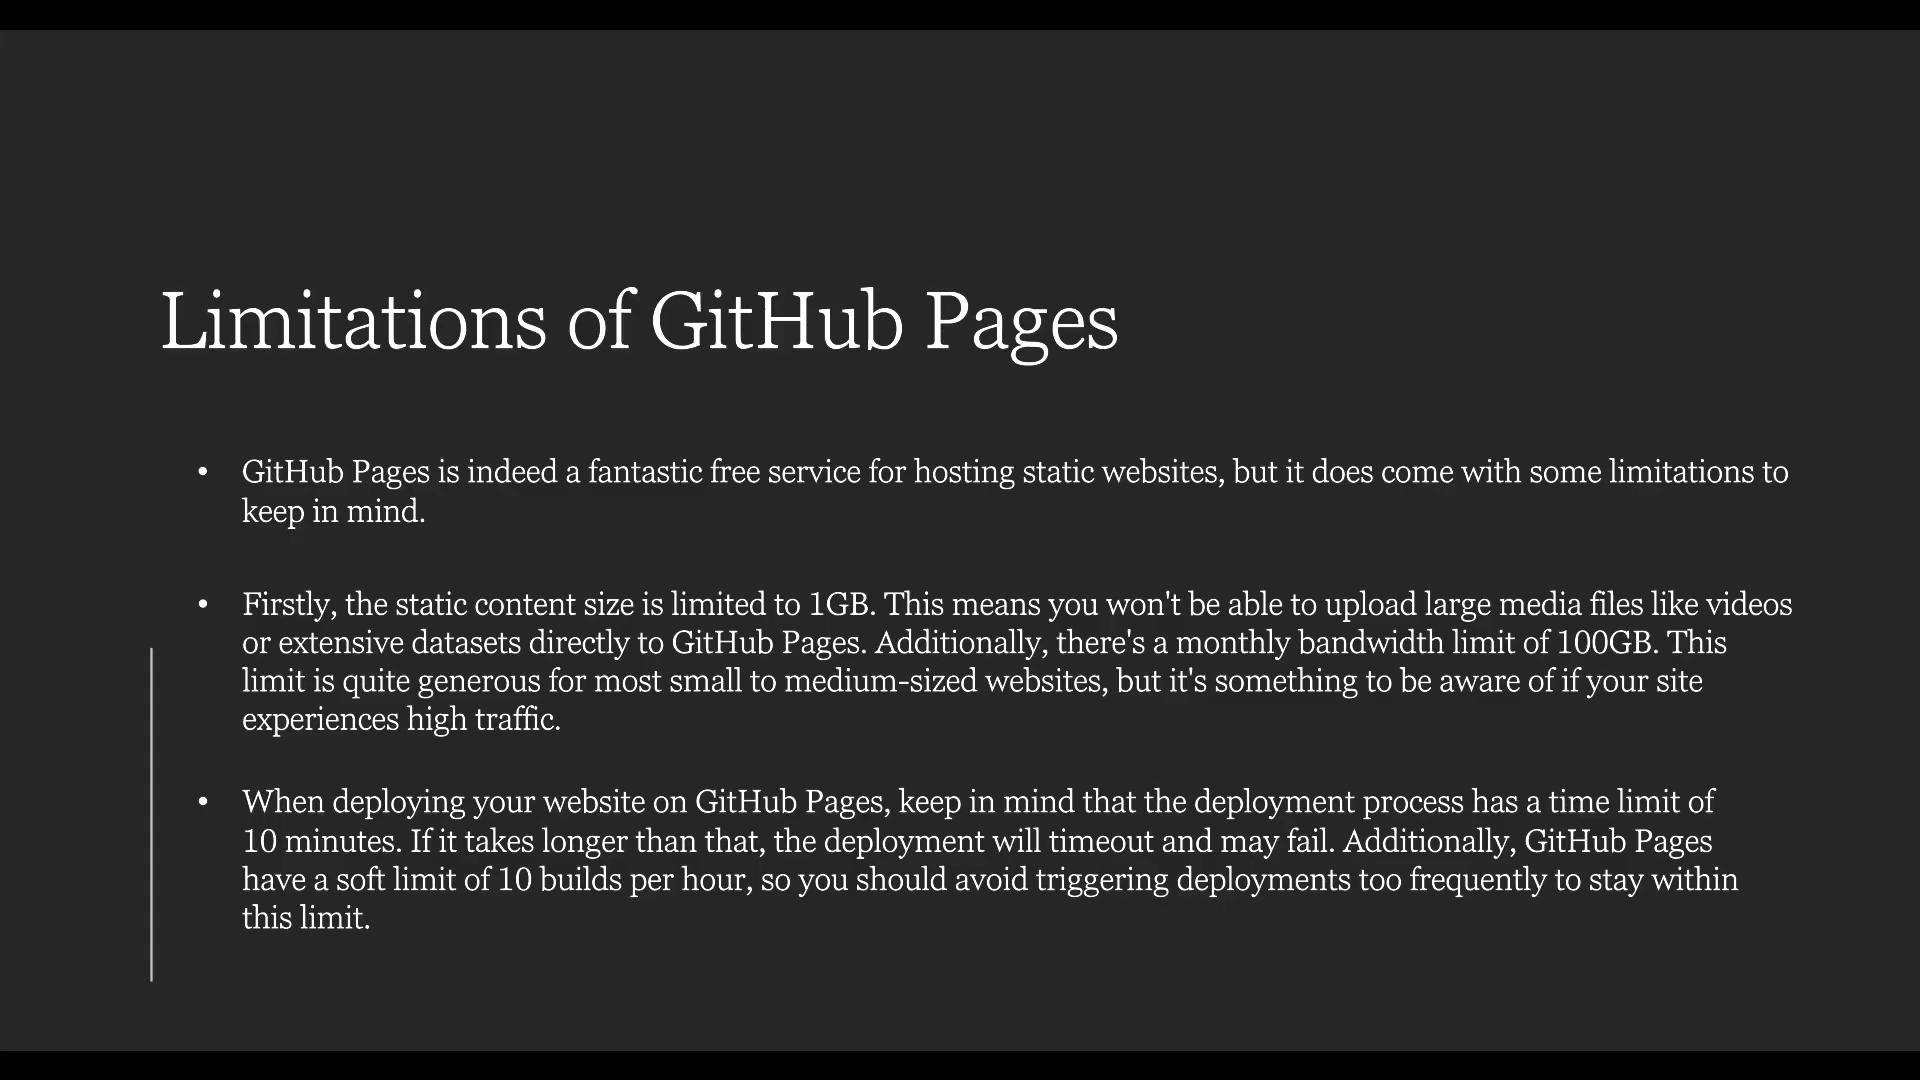 Limitations of GitHub Pages
• GitHub Pages is indeed a fantastic free service for hosting static websites, but it does come with some limitations to
keep in mind.
• Firstly, the static content size is limited to 1GB. This means you won't be able to upload large media files like videos
or extensive datasets directly to GitHub Pages. Additionally, there's a monthly bandwidth limit of 100GB. This
limit is quite generous for most small to medium-sized websites, but it's something to be aware of if your site
experiences high traffic.
• When deploying your website on GitHub Pages, keep in mind that the deployment process has a time limit of
10 minutes. If it takes longer than that, the deployment will timeout and may fail. Additionally, GitHub Pages
have a soft limit of 10 builds per hour, so you should avoid triggering deployments too frequently to stay within
this limit.